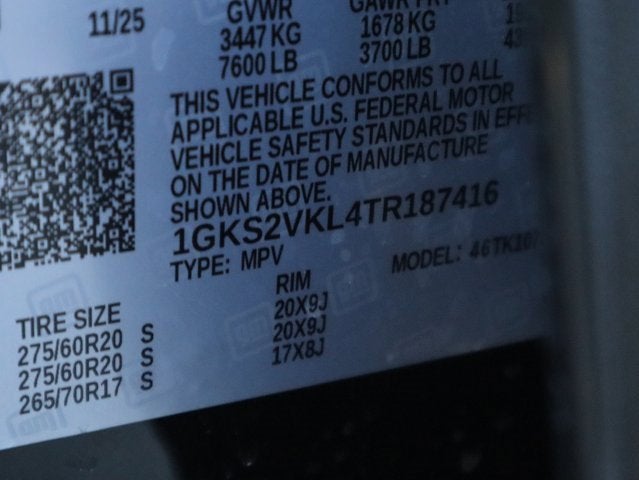 11/25 GVWR GAWR FRT
3447 KG 1678 KG
7600 LB 3700 LB
THIS VEHICLE CONFORMS TO ALL
APPLICABLE U.S. FEDERAL MOTOR
VEHICLE SAFETY STANDARDS IN
ON THE DATE OF MANUFACTURE
SHOWN ABOVE.
1GKS2VKL4TR187416
TYPE: MPV MODEL:
TIRE SIZE RIM
275/60R20 S 20X9J
275/60R20 S 20X9J
265/70R17 S 17X8J